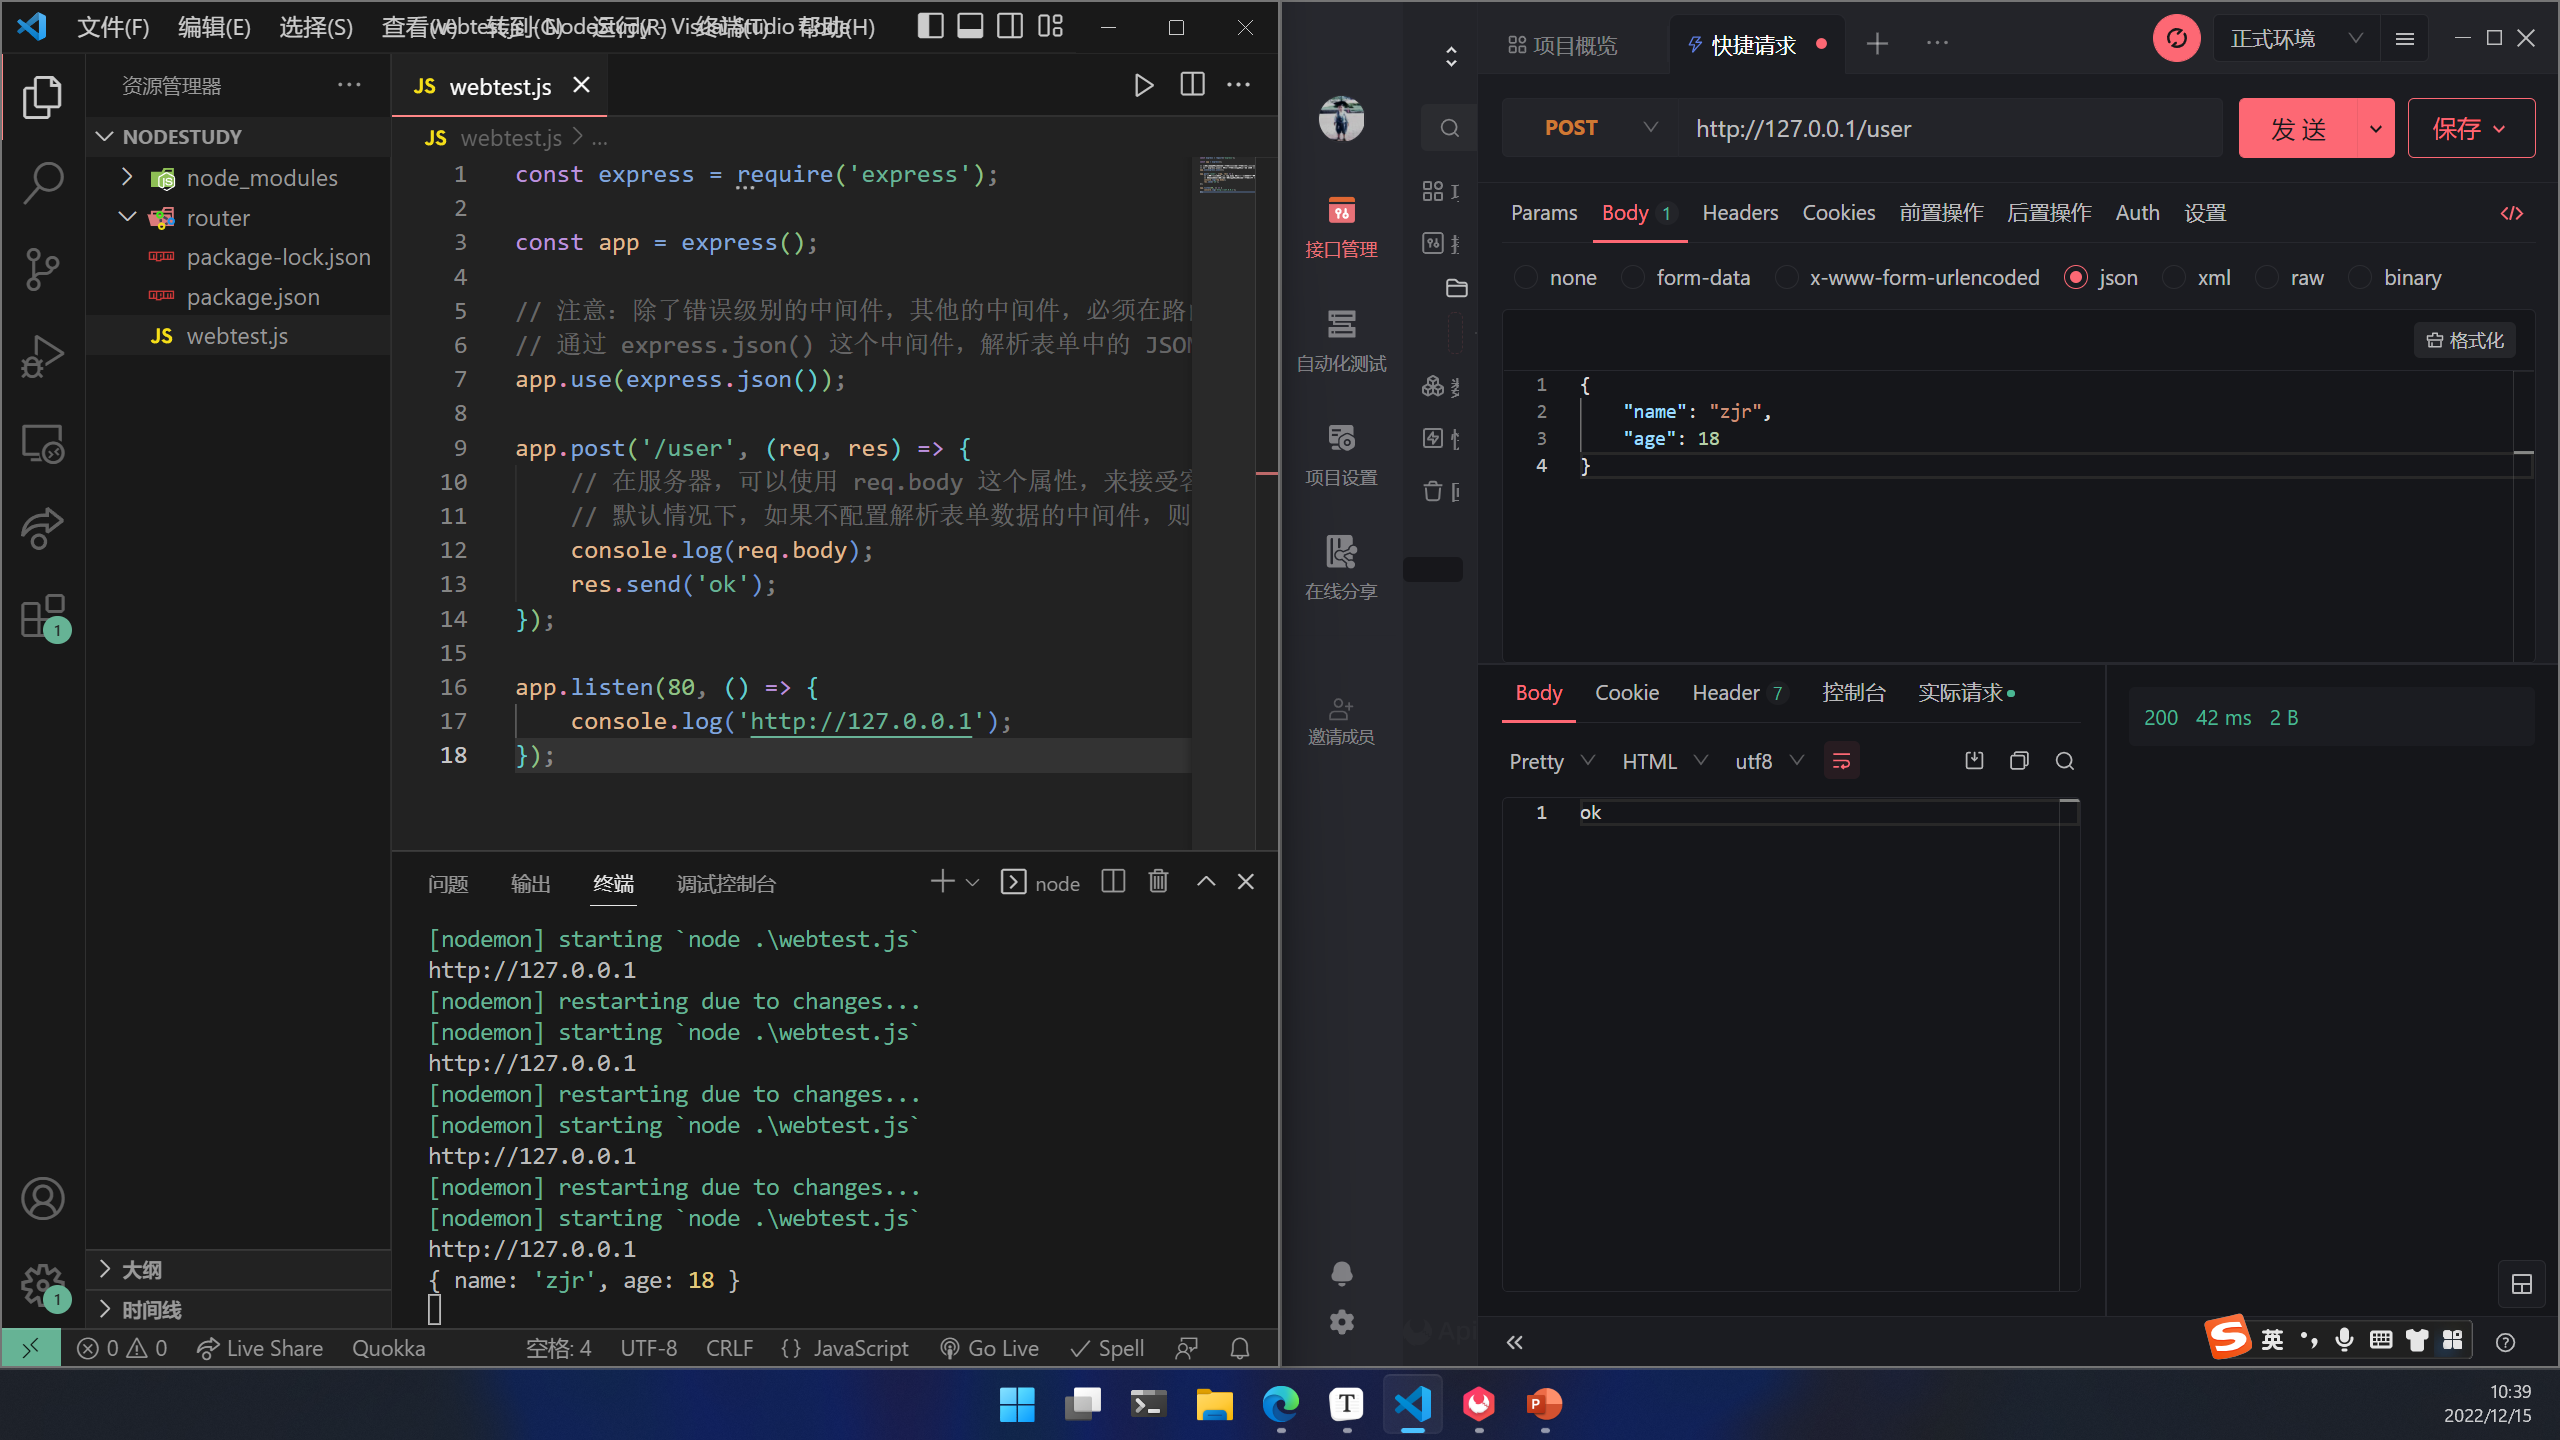 文件(F) 编辑(E) 选择(S) 查看(V) 转到(G) 运行(R) 终端(T) 帮助(H)
webtest.js - Nodestudy - Visual Studio Code
资源管理器
NODESTUDY
node_modules
router
package-lock.json
package.json
JS webtest.js
大纲
时间线
JS webtest.js
JS webtest.js > ...
1 const express = require('express');
2
3 const app = express();
4
5 // 注意：除了错误级别的中间件，其他的中间件，必须在路
6 // 通过 express.json() 这个中间件，解析表单中的 JSON
7 app.use(express.json());
8
9 app.post('/user', (req, res) => {
10 // 在服务器，可以使用 req.body 这个属性，来接受
11 // 默认情况下，如果不配置解析表单数据的中间件，则
12 console.log(req.body);
13 res.send('ok');
14 });
15
16 app.listen(80, () => {
17 console.log('http://127.0.0.1');
18 });
问题 输出 终端 调试控制台
node
[nodemon] starting `node .\webtest.js`
http://127.0.0.1
[nodemon] restarting due to changes...
[nodemon] starting `node .\webtest.js`
http://127.0.0.1
[nodemon] restarting due to changes...
[nodemon] starting `node .\webtest.js`
http://127.0.0.1
[nodemon] restarting due to changes...
[nodemon] starting `node .\webtest.js`
http://127.0.0.1
{ name: 'zjr', age: 18 }
1
1
0 0 Live Share Quokka 空格: 4 UTF-8 CRLF {} JavaScript Go Live Spell
接口管理
自动化测试
项目设置
在线分享
邀请成员
项目概览 快捷请求
正式环境
POST http://127.0.0.1/user
发 送 保存
Params Body 1 Headers Cookies 前置操作 后置操作 Auth 设置
none form-data x-www-form-urlencoded json xml raw binary
格式化
1 {
2 "name": "zjr",
3 "age": 18
4 }
Body Cookie Header 7 控制台 实际请求
200 42 ms 2 B
Pretty HTML utf8
1 ok
英
10:39
2022/12/15